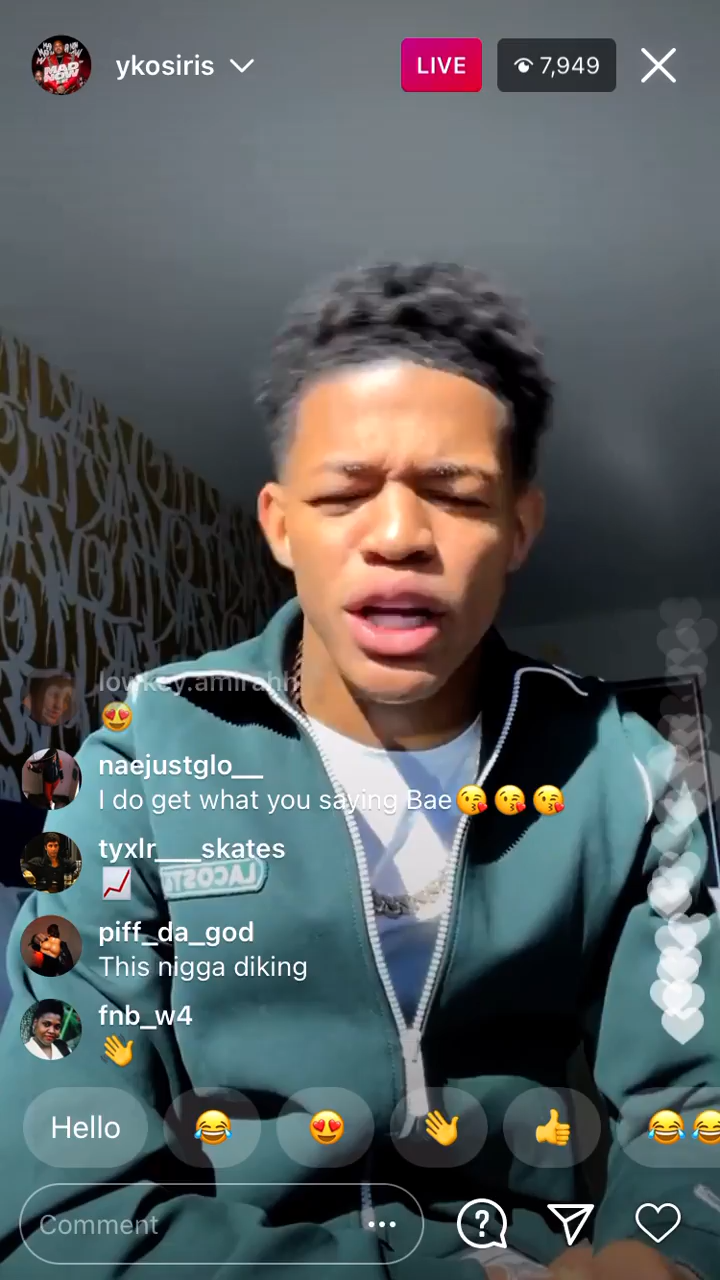 ykosiris
LIVE
7,949
lowkey.amirahh
😍
naejustglo__
I do get what you saying Bae😘😘😘
tyxlr___skates
📈
LACOSTE
piff_da_god
This nigga diking
fnb_w4
👋
Hello 😂 😍 👋 👍 😂😂
Comment